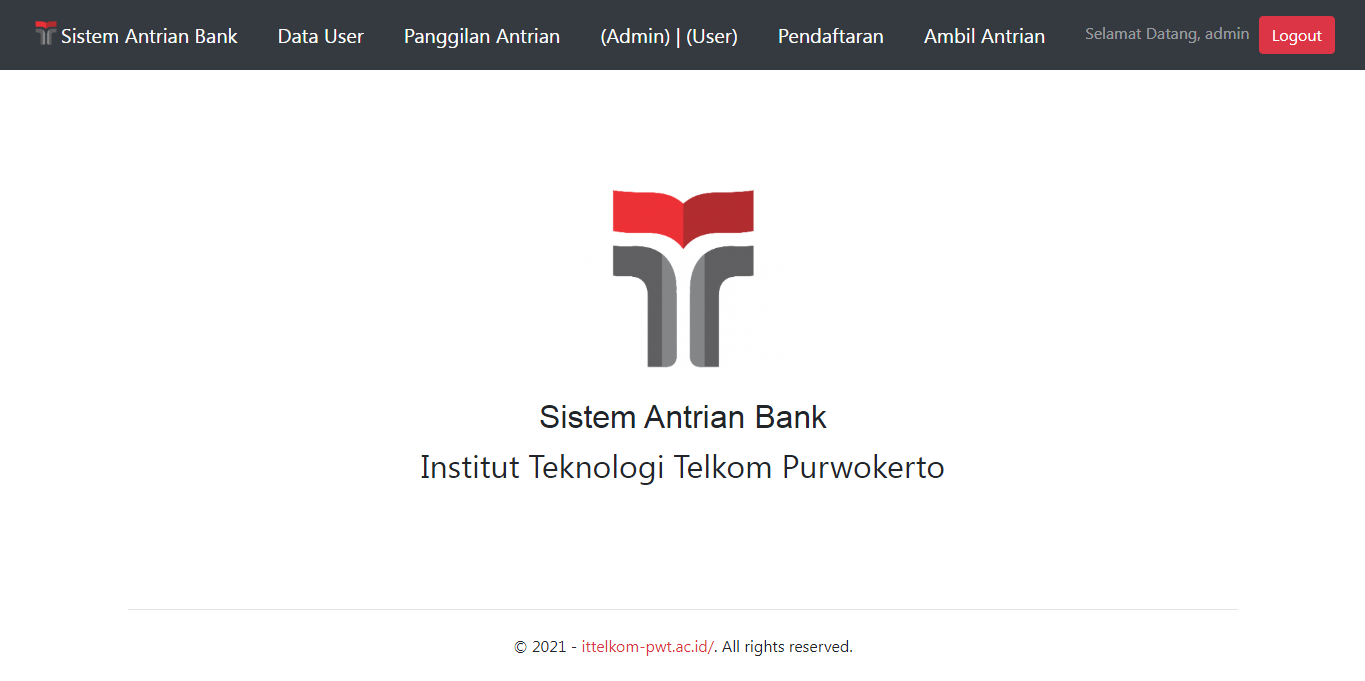 Sistem Antrian Bank Data User Panggilan Antrian (Admin) | (User) Pendaftaran Ambil Antrian Selamat Datang, admin Logout
Sistem Antrian Bank
Institut Teknologi Telkom Purwokerto
© 2021 - ittelkom-pwt.ac.id/. All rights reserved.